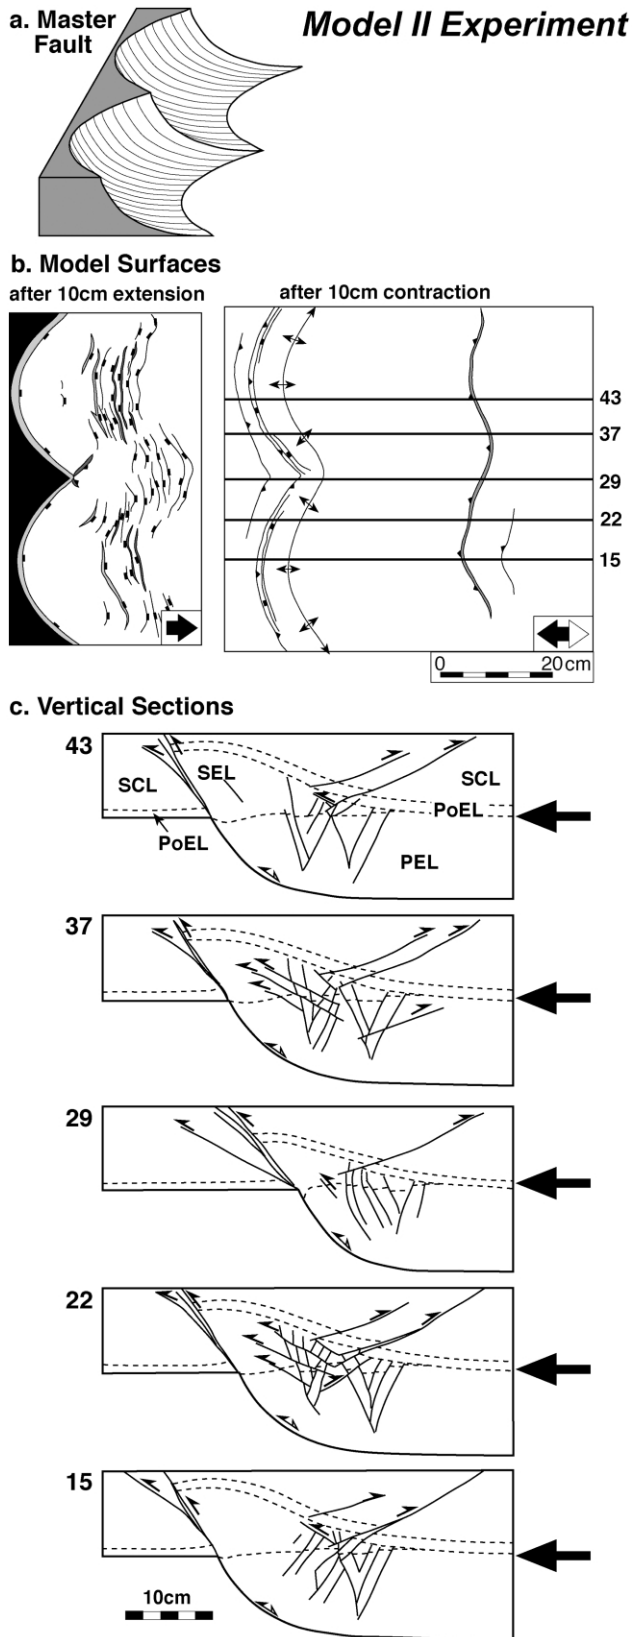 a. Master
Fault
Model II Experiment
b. Model Surfaces
after 10cm extension
after 10cm contraction
43
37
29
22
15
0
20cm
c. Vertical Sections
43
SCL
SEL
SCL
PoEL
PoEL
PEL
37
29
22
15
10cm